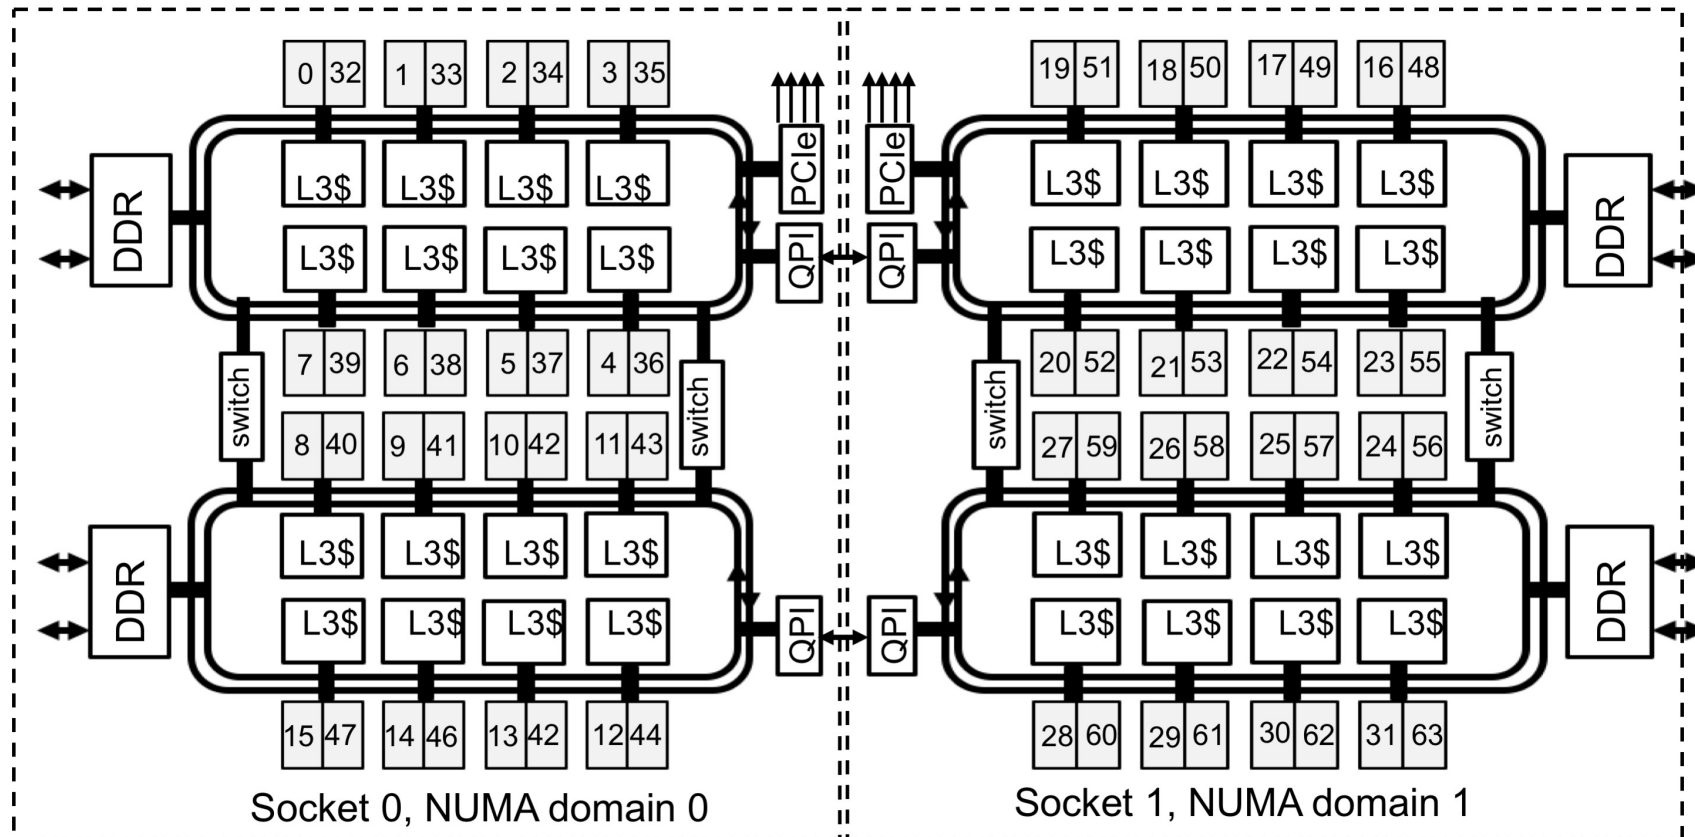 0 32 1 33 2 34 3 35 19 51 18 50 17 49 16 48
PCIe PCIe
L3$ L3$ L3$ L3$ L3$ L3$ L3$ L3$
DDR DDR
L3$ L3$ L3$ L3$ QPI QPI L3$ L3$ L3$ L3$
7 39 6 38 5 37 4 36 20 52 21 53 22 54 23 55
switch switch switch switch
8 40 9 41 10 42 11 43 27 59 26 58 25 57 24 56
L3$ L3$ L3$ L3$ L3$ L3$ L3$ L3$
DDR DDR
L3$ L3$ L3$ L3$ QPI QPI L3$ L3$ L3$ L3$
15 47 14 46 13 42 12 44 28 60 29 61 30 62 31 63
Socket 0, NUMA domain 0 Socket 1, NUMA domain 1